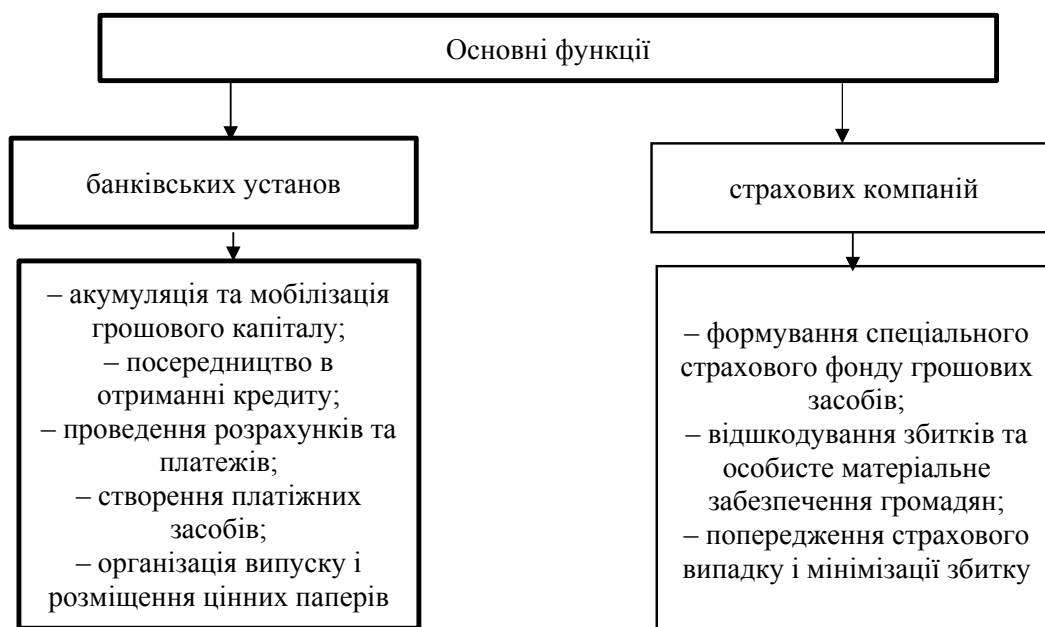 Основні функції
банківських установ
– акумуляція та мобілізація
грошового капіталу;
– посередництво в
отриманні кредиту;
– проведення розрахунків та
платежів;
– створення платіжних
засобів;
– організація випуску і
розміщення цінних паперів
страхових компаній
– формування спеціального
страхового фонду грошових
засобів;
– відшкодування збитків та
особисте матеріальне
забезпечення громадян;
– попередження страхового
випадку і мінімізації збитку